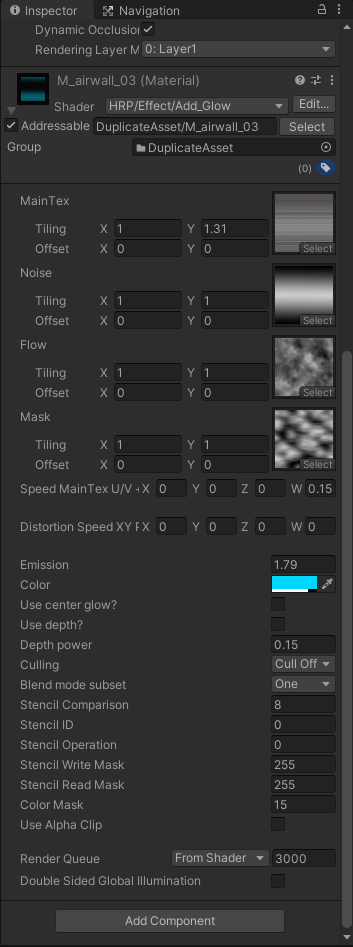 Inspector Navigation
Dynamic Occlusion
Rendering Layer M 0: Layer1
M_airwall_03 (Material)
Shader HRP/Effect/Add_Glow Edit...
Addressable DuplicateAsset/M_airwall_03 Select
Group DuplicateAsset
(0)
MainTex
Tiling X 1 Y 1.31
Offset X 0 Y 0 Select
Noise
Tiling X 1 Y 1
Offset X 0 Y 0 Select
Flow
Tiling X 1 Y 1
Offset X 0 Y 0 Select
Mask
Tiling X 1 Y 1
Offset X 0 Y 0 Select
Speed MainTex U/V + X 0 Y 0 Z 0 W 0.15
Distortion Speed XY P X 0 Y 0 Z 0 W 0
Emission 1.79
Color
Use center glow?
Use depth?
Depth power 0.15
Culling Cull Off
Blend mode subset One
Stencil Comparison 8
Stencil ID 0
Stencil Operation 0
Stencil Write Mask 255
Stencil Read Mask 255
Color Mask 15
Use Alpha Clip
Render Queue From Shader 3000
Double Sided Global Illumination
Add Component